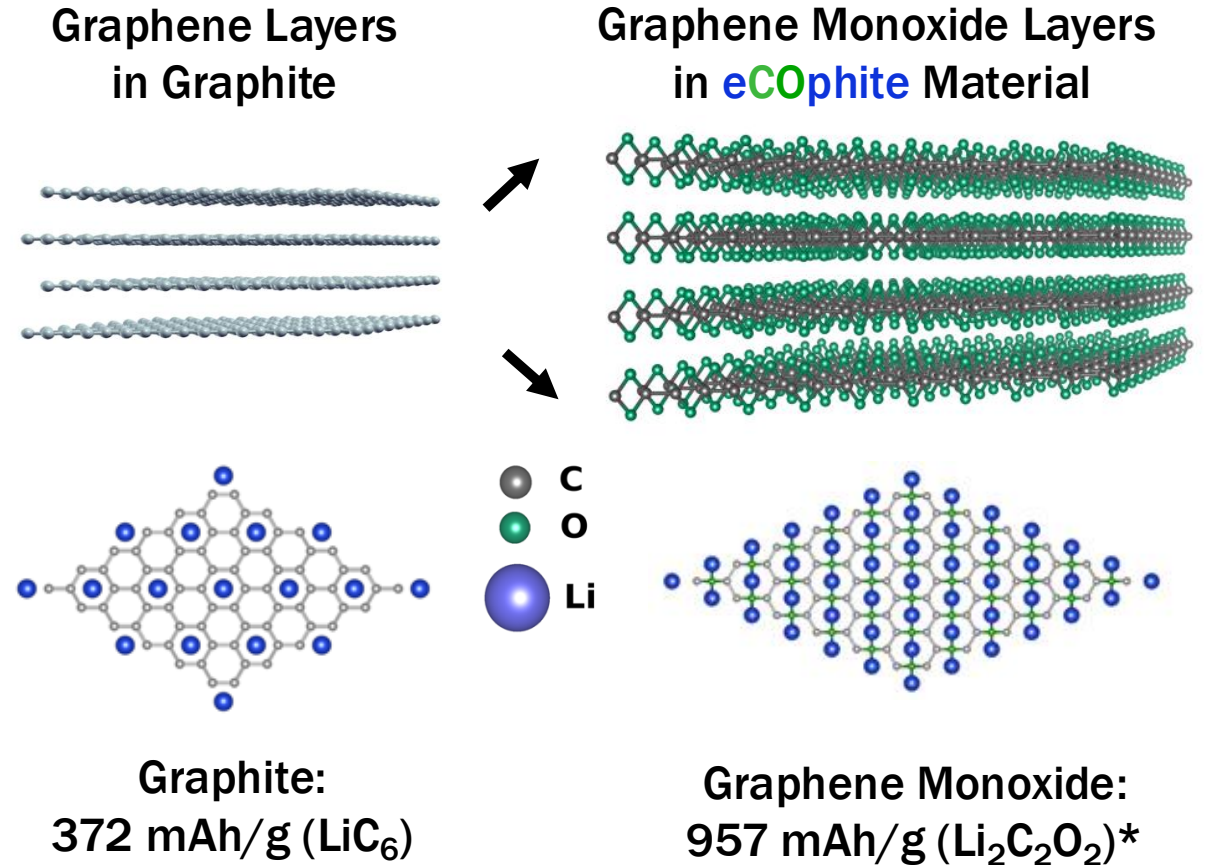 Graphene Layers
in Graphite
Graphene Monoxide Layers
in eCOphite Material
C
O
Li
Graphite:
372 mAh/g (LiC₆)
Graphene Monoxide:
957 mAh/g (Li₂C₂O₂)*